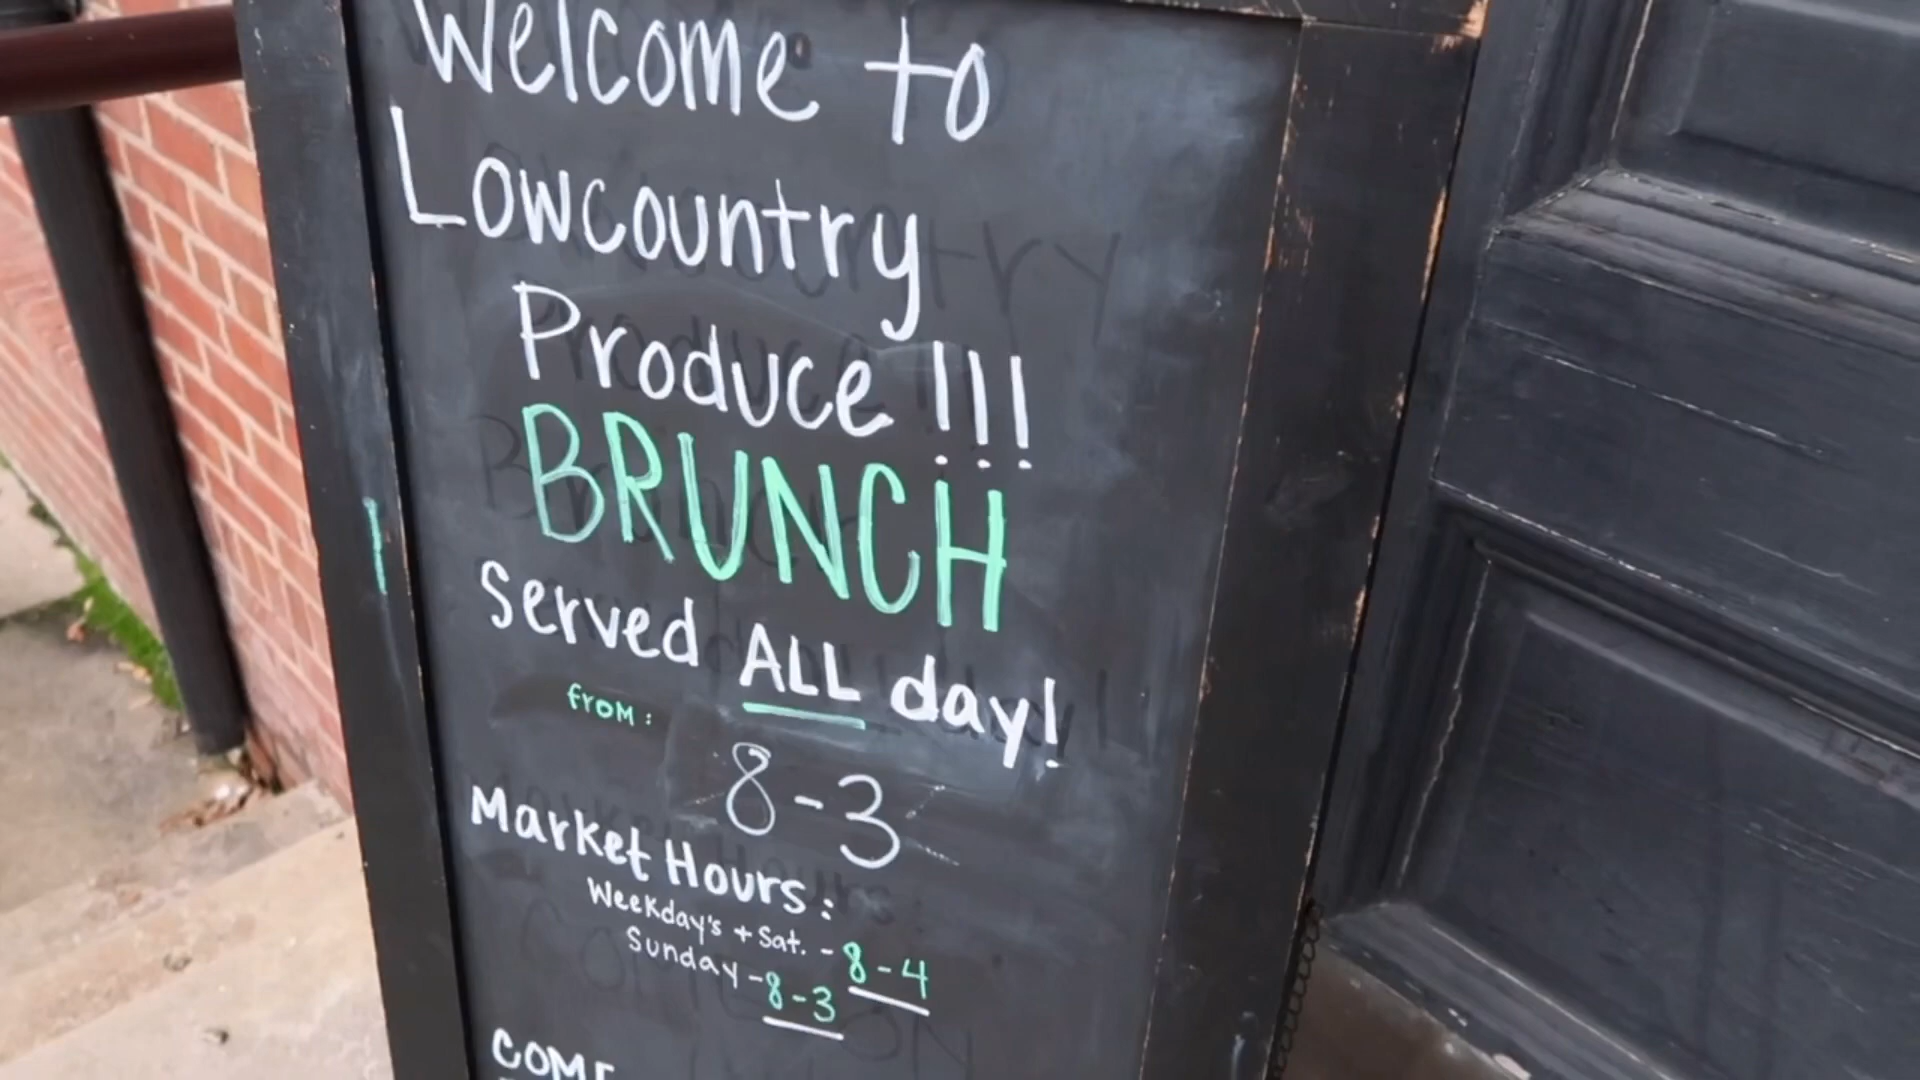 Welcome to
Lowcountry
Produce!!!
BRUNCH
Served ALL day!
from:
8-3
Market Hours:
Weekday's + Sat. - 8-4
Sunday - 8-3
COME